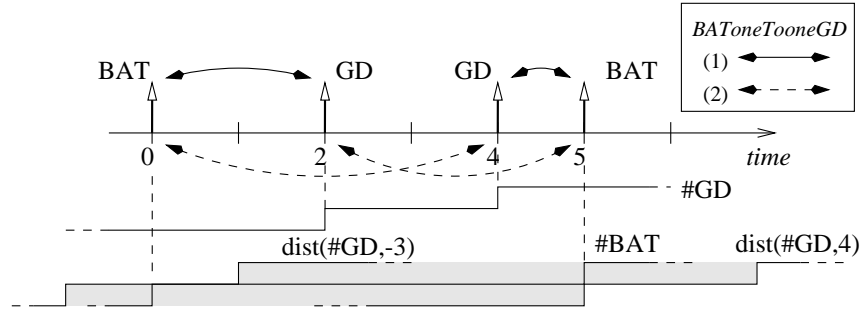 BAToneTooneGD
(1)
(2)
BAT GD GD BAT
0 2 4 5 time
#GD
dist(#GD,-3) #BAT dist(#GD,4)